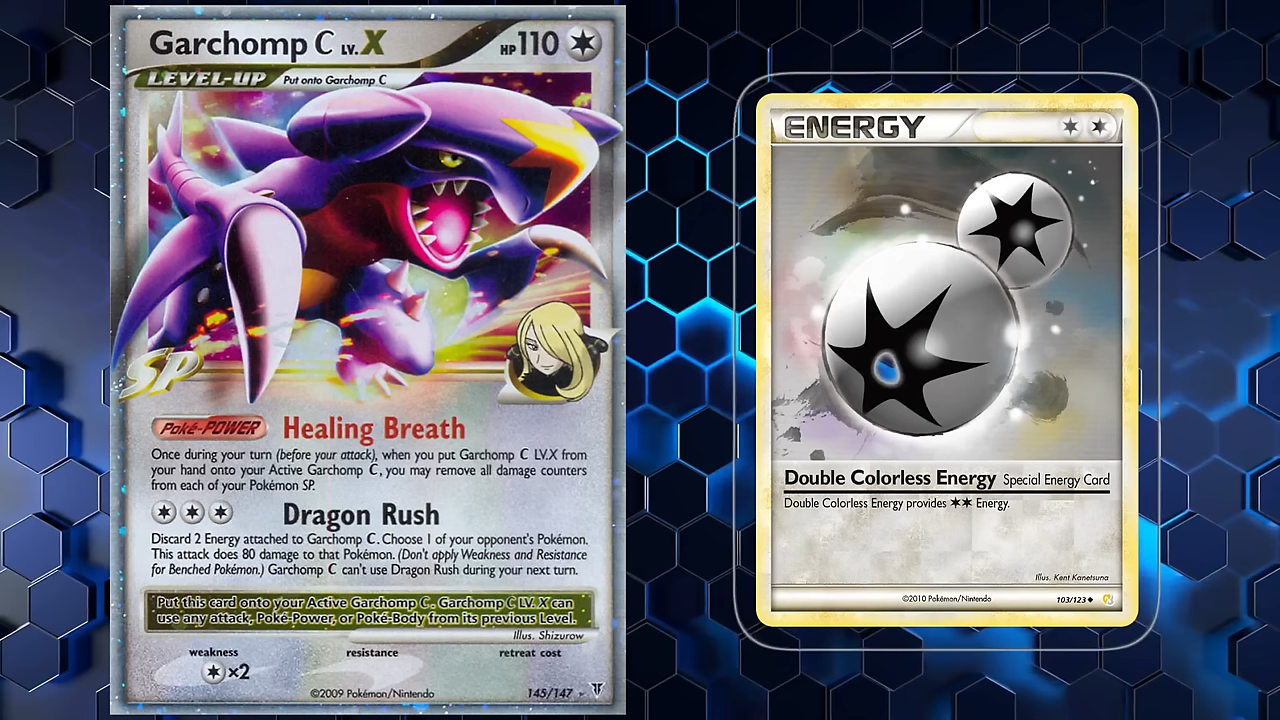 Garchomp C LV.X HP 110
LEVEL-UP Put onto Garchomp C
SP
Poké-POWER Healing Breath
Once during your turn (before your attack), when you put Garchomp C LV.X from
your hand onto your Active Garchomp C, you may remove all damage counters
from each of your Pokémon SP.
Dragon Rush
Discard 2 Energy attached to Garchomp C. Choose 1 of your opponent's Pokémon.
This attack does 80 damage to that Pokémon. (Don't apply Weakness and Resistance
for Benched Pokémon.) Garchomp C can't use Dragon Rush during your next turn.
Put this card onto your Active Garchomp C. Garchomp C LV.X can
use any attack, Poké-Power, or Poké-Body from its previous Level.
Illus. Shizurow
weakness resistance retreat cost
×2
©2009 Pokémon/Nintendo 145/147
ENERGY
Double Colorless Energy Special Energy Card
Double Colorless Energy provides Energy.
Illus. Kent Kanetsuna
©2010 Pokémon/Nintendo 103/123